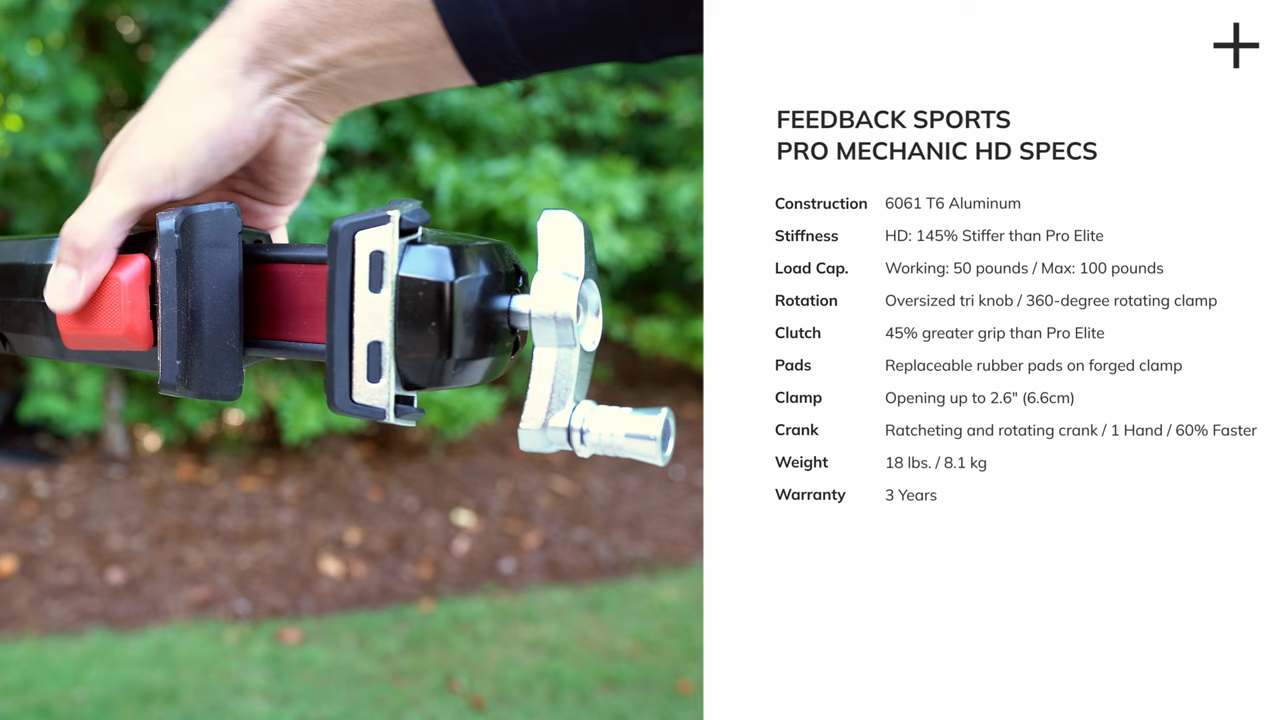 FEEDBACK SPORTS
PRO MECHANIC HD SPECS
Construction 6061 T6 Aluminum
Stiffness HD: 145% Stiffer than Pro Elite
Load Cap. Working: 50 pounds / Max: 100 pounds
Rotation Oversized tri knob / 360-degree rotating clamp
Clutch 45% greater grip than Pro Elite
Pads Replaceable rubber pads on forged clamp
Clamp Opening up to 2.6" (6.6cm)
Crank Ratcheting and rotating crank / 1 Hand / 60% Faster
Weight 18 lbs. / 8.1 kg
Warranty 3 Years